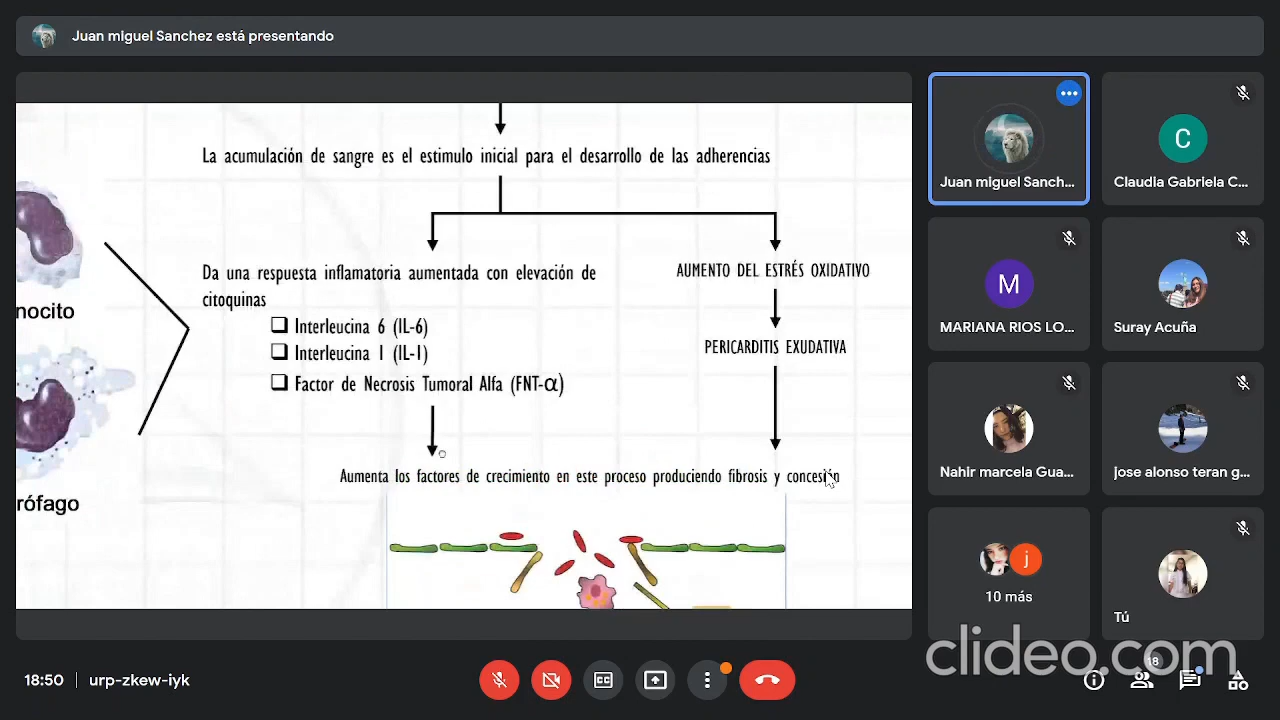 Juan miguel Sanchez está presentando
La acumulación de sangre es el estimulo inicial para el desarrollo de las adherencias
Da una respuesta inflamatoria aumentada con elevación de
citoquinas
Interleucina 6 (IL-6)
Interleucina 1 (IL-1)
Factor de Necrosis Tumoral Alfa (FNT-α)
AUMENTO DEL ESTRÉS OXIDATIVO
PERICARDITIS EXUDATIVA
Aumenta los factores de crecimiento en este proceso produciendo fibrosis y concesión
nocito
rófago
Juan miguel Sanch...
C
Claudia Gabriela C...
M
MARIANA RIOS LO...
Suray Acuña
Nahir marcela Gua...
jose alonso teran g...
j
10 más
Tú
clideo.com
18:50 | urp-zkew-iyk
18